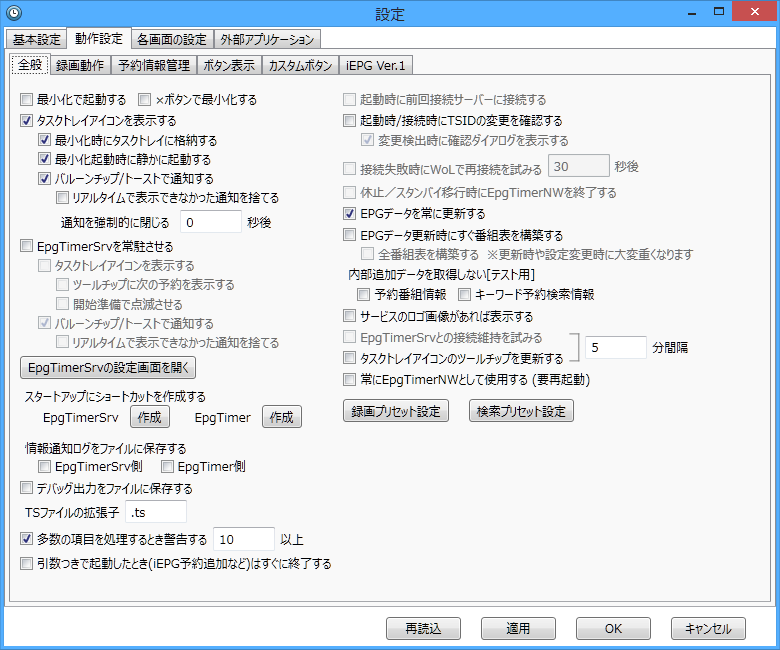 設定
基本設定 動作設定 各画面の設定 外部アプリケーション
全般 録画動作 予約情報管理 ボタン表示 カスタムボタン iEPG Ver.1
最小化で起動する ×ボタンで最小化する
タスクトレイアイコンを表示する
最小化時にタスクトレイに格納する
最小化起動時に静かに起動する
バルーンチップ/トーストで通知する
リアルタイムで表示できなかった通知を捨てる
通知を強制的に閉じる 0 秒後
EpgTimerSrvを常駐させる
タスクトレイアイコンを表示する
ツールチップに次の予約を表示する
開始準備で点滅させる
バルーンチップ/トーストで通知する
リアルタイムで表示できなかった通知を捨てる
EpgTimerSrvの設定画面を開く
スタートアップにショートカットを作成する
EpgTimerSrv 作成 EpgTimer 作成
情報通知ログをファイルに保存する
EpgTimerSrv側 EpgTimer側
デバッグ出力をファイルに保存する
TSファイルの拡張子 .ts
多数の項目を処理するとき警告する 10 以上
引数つきで起動したとき(iEPG予約追加など)はすぐに終了する
起動時に前回接続サーバーに接続する
起動時/接続時にTSIDの変更を確認する
変更検出時に確認ダイアログを表示する
接続失敗時にWoLで再接続を試みる 30 秒後
休止／スタンバイ移行時にEpgTimerNWを終了する
EPGデータを常に更新する
EPGデータ更新時にすぐ番組表を構築する
全番組表を構築する ※更新時や設定変更時に大変重くなります
内部追加データを取得しない[テスト用]
予約番組情報 キーワード予約検索情報
サービスのロゴ画像があれば表示する
EpgTimerSrvとの接続維持を試みる
タスクトレイアイコンのツールチップを更新する 5 分間隔
常にEpgTimerNWとして使用する (要再起動)
録画プリセット設定 検索プリセット設定
再読込 適用 OK キャンセル